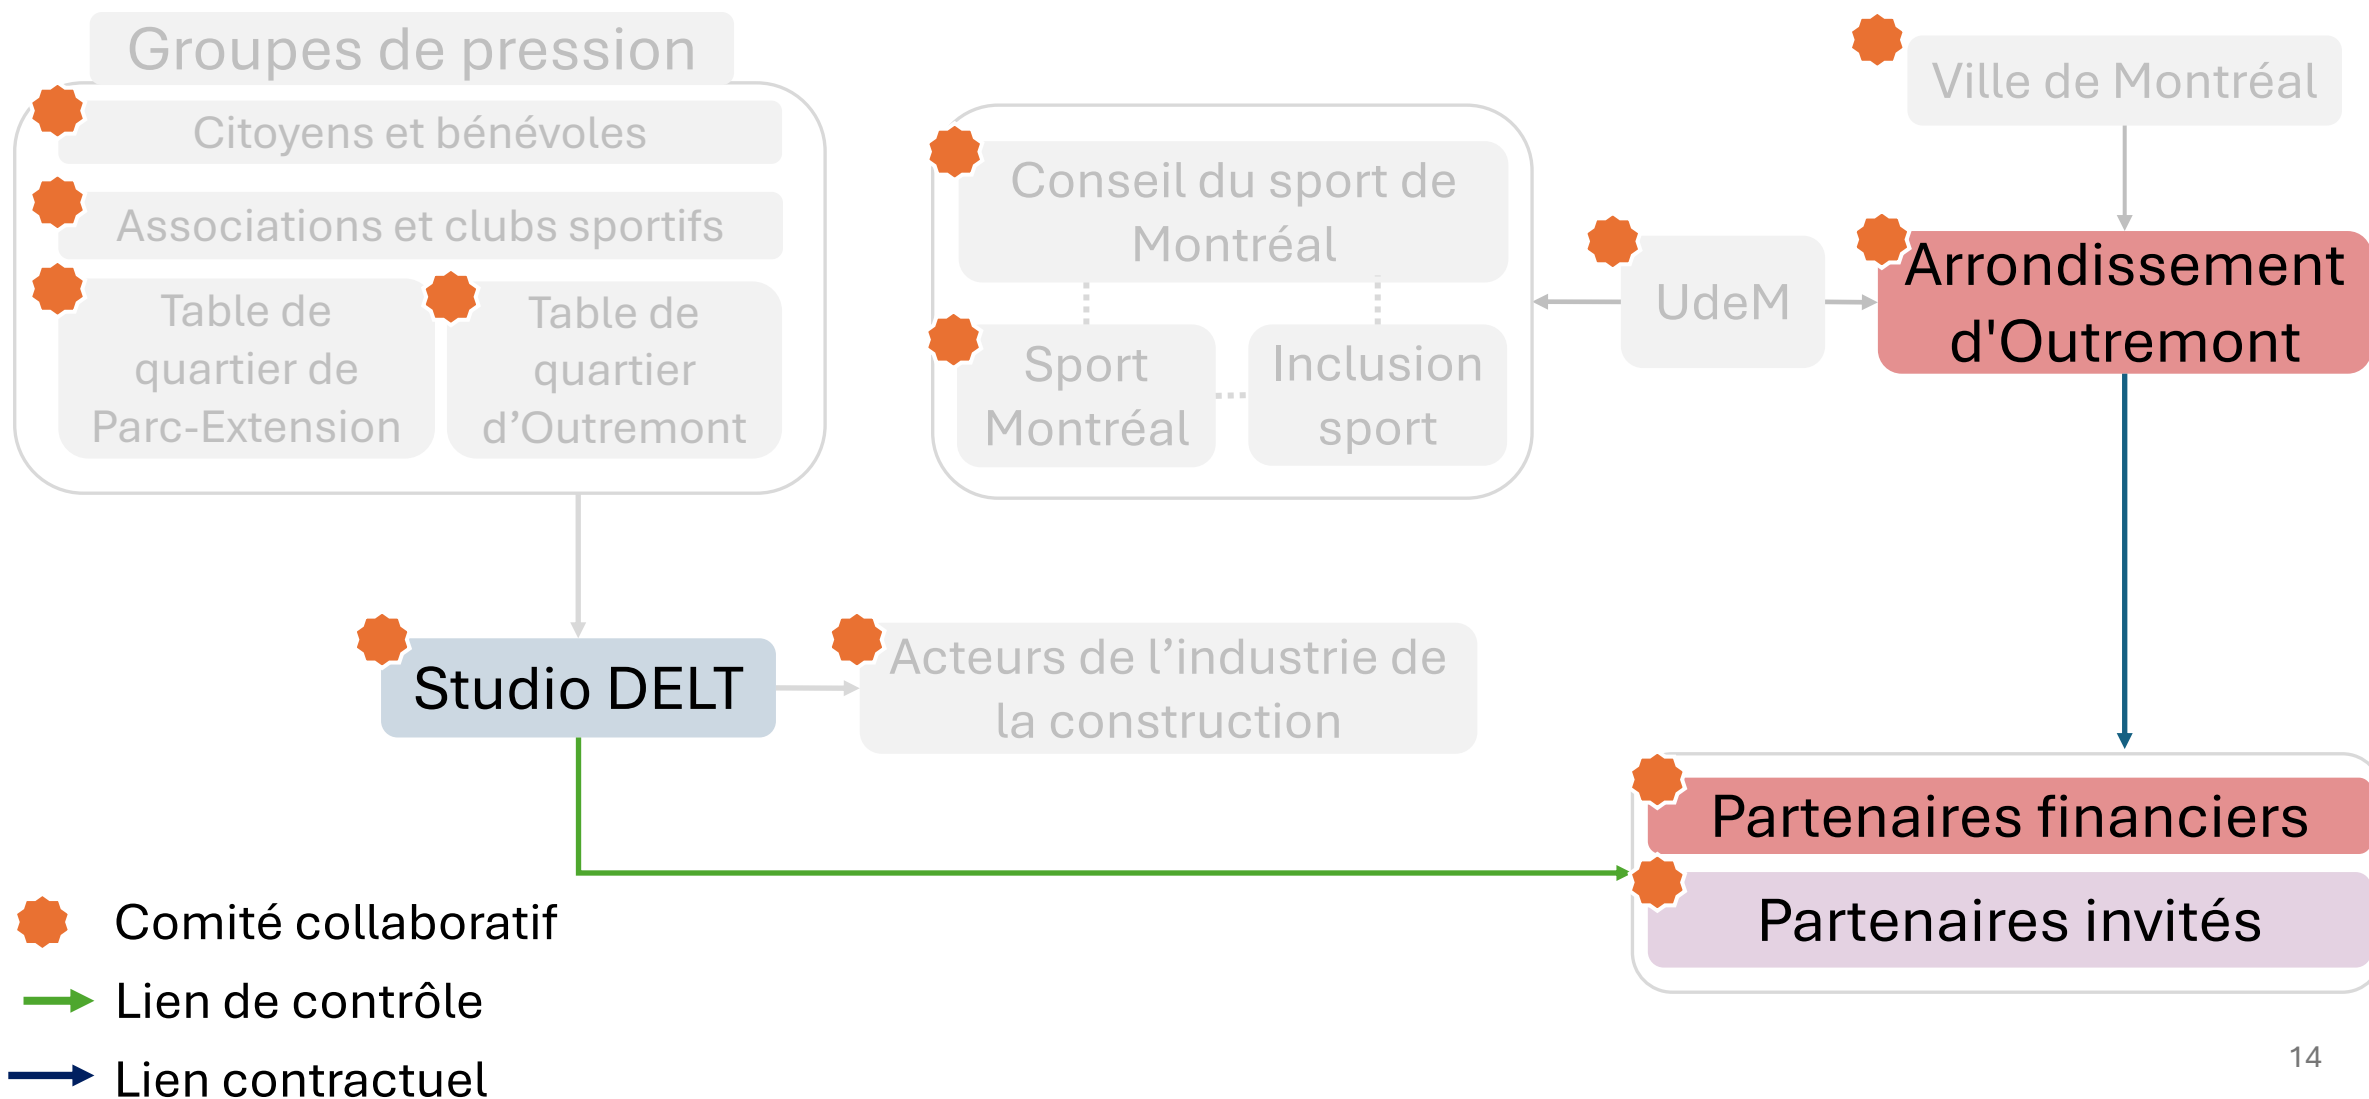 Groupes de pression
Citoyens et bénévoles
Associations et clubs sportifs
Table de
quartier de
Parc-Extension
Table de
quartier
d’Outremont
Conseil du sport de
Montréal
Sport
Montréal
Inclusion
sport
UdeM
Ville de Montréal
Arrondissement
d'Outremont
Studio DELT
Acteurs de l’industrie de
la construction
Partenaires financiers
Partenaires invités
Comité collaboratif
Lien de contrôle
Lien contractuel
14